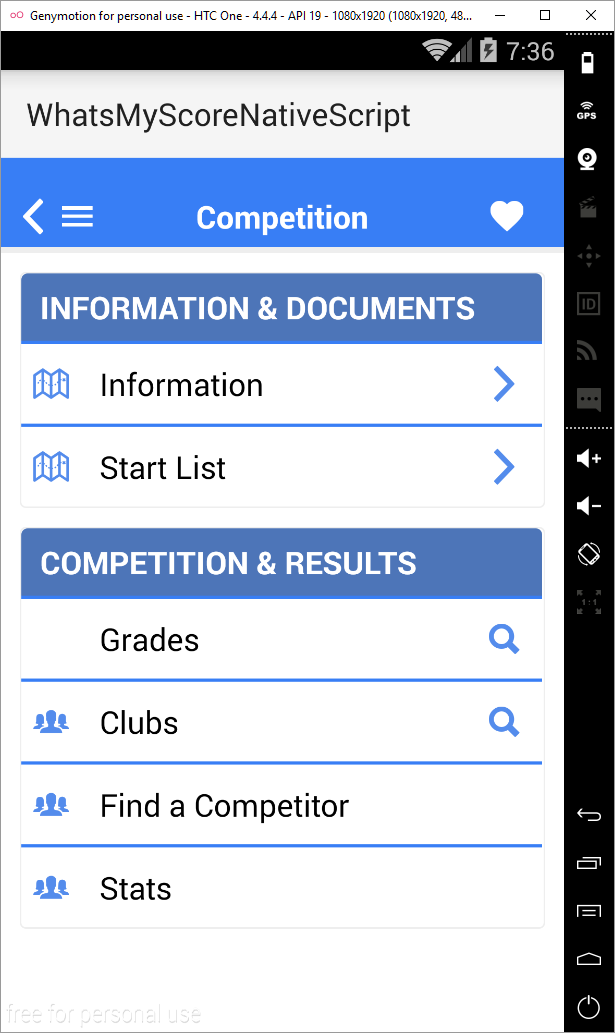 Genymotion for personal use - HTC One - 4.4.4 - API 19 - 1080x1920 (1080x1920, 48...
7:36
GPS
WhatsMyScoreNativeScript
Competition
INFORMATION & DOCUMENTS
ID
Information
Start List
COMPETITION & RESULTS
1:1
Grades
Clubs
Find a Competitor
Stats
free for personal use